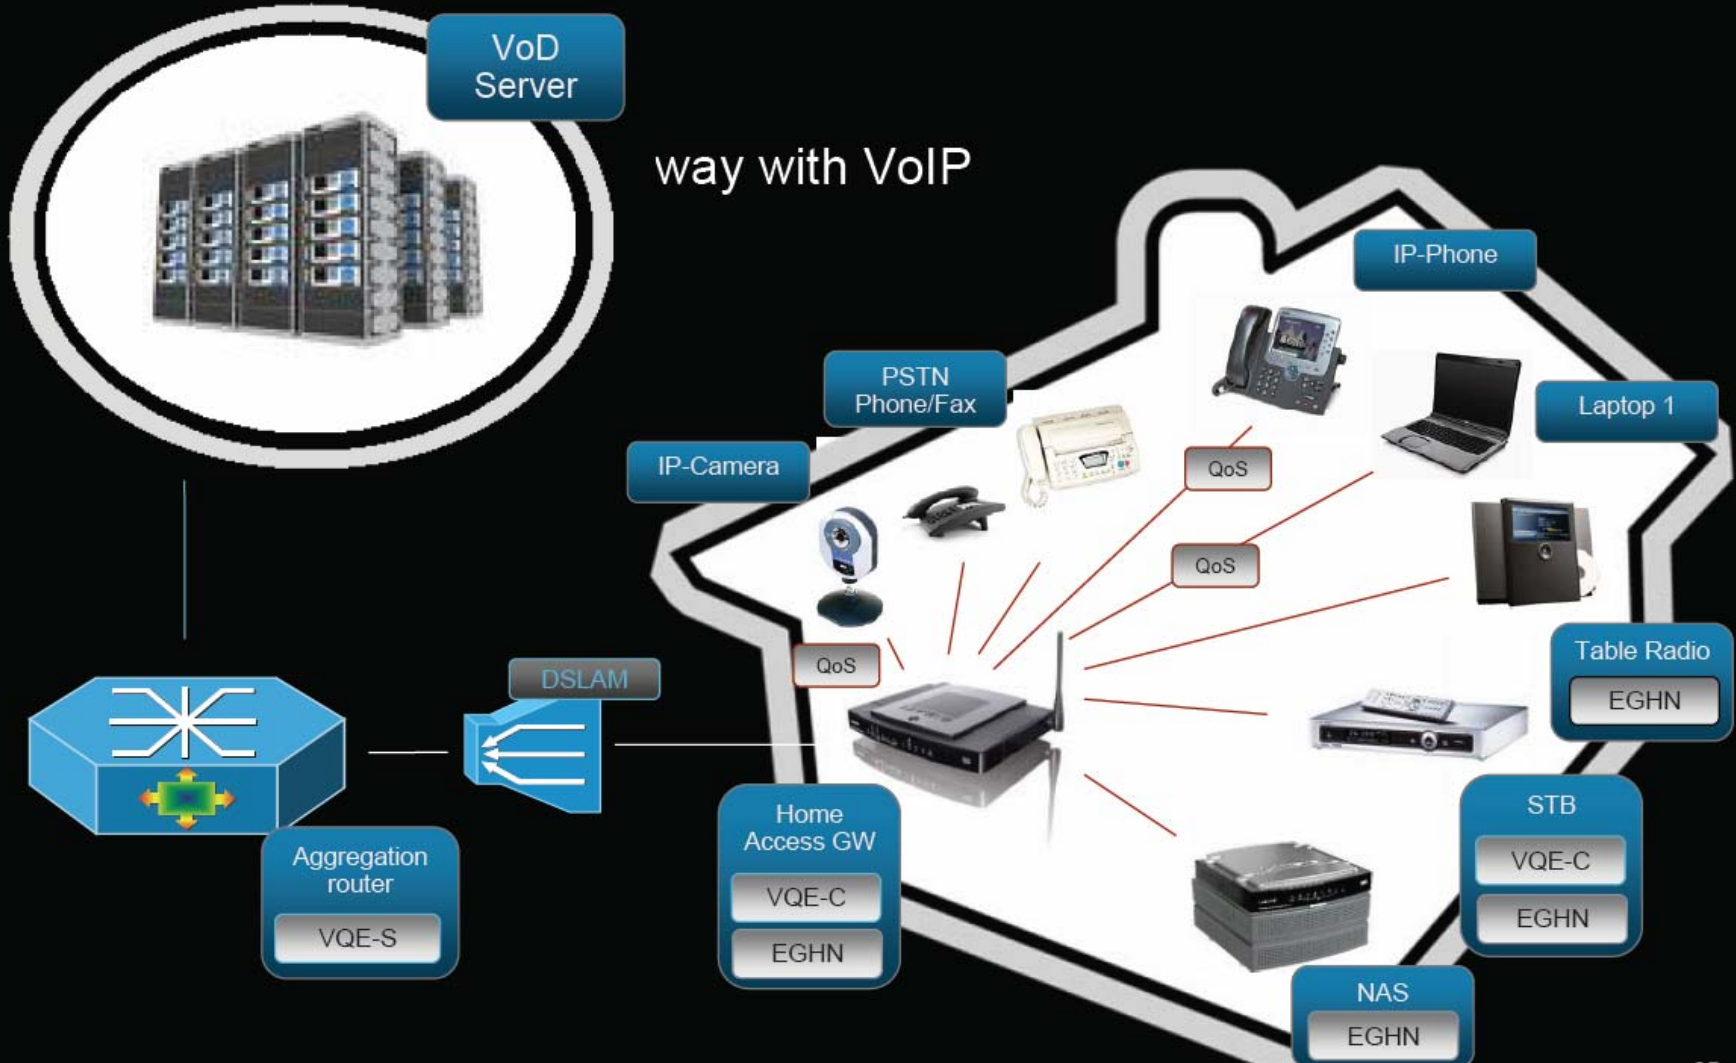 VoD
Server
way with VoIP
IP-Phone
PSTN
Phone/Fax
Laptop 1
IP-Camera
QoS
QoS
QoS
DSLAM
Table Radio
EGHN
Home
Access GW
VQE-C
EGHN
STB
VQE-C
EGHN
Aggregation
router
VQE-S
NAS
EGHN